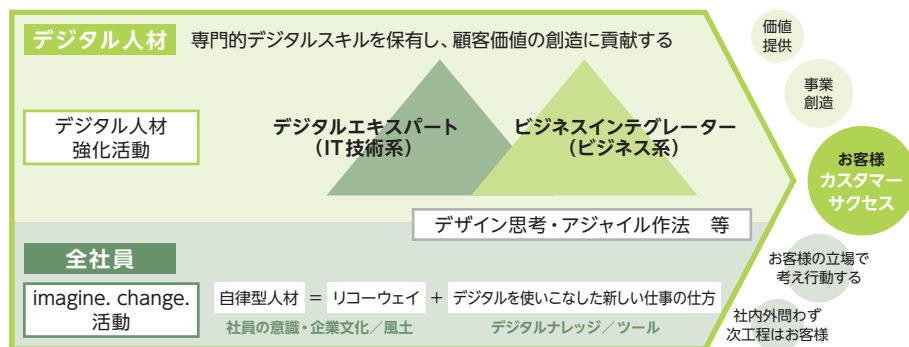 デジタル人材
専門的デジタルスキルを保有し、顧客価値の創造に貢献する
デジタル人材
強化活動
デジタルエキスパート
（IT技術系）
ビジネスインテグレーター
（ビジネス系）
デザイン思考・アジャイル作法 等
全社員
imagine. change.
活動
自律型人材 = リコーウェイ + デジタルを使いこなした新しい仕事の仕方
社員の意識・企業文化／風土
デジタルナレッジ／ツール
価値
提供
事業
創造
お客様
カスタマー
サクセス
お客様の立場で
考え行動する
社内外問わず
次工程はお客様